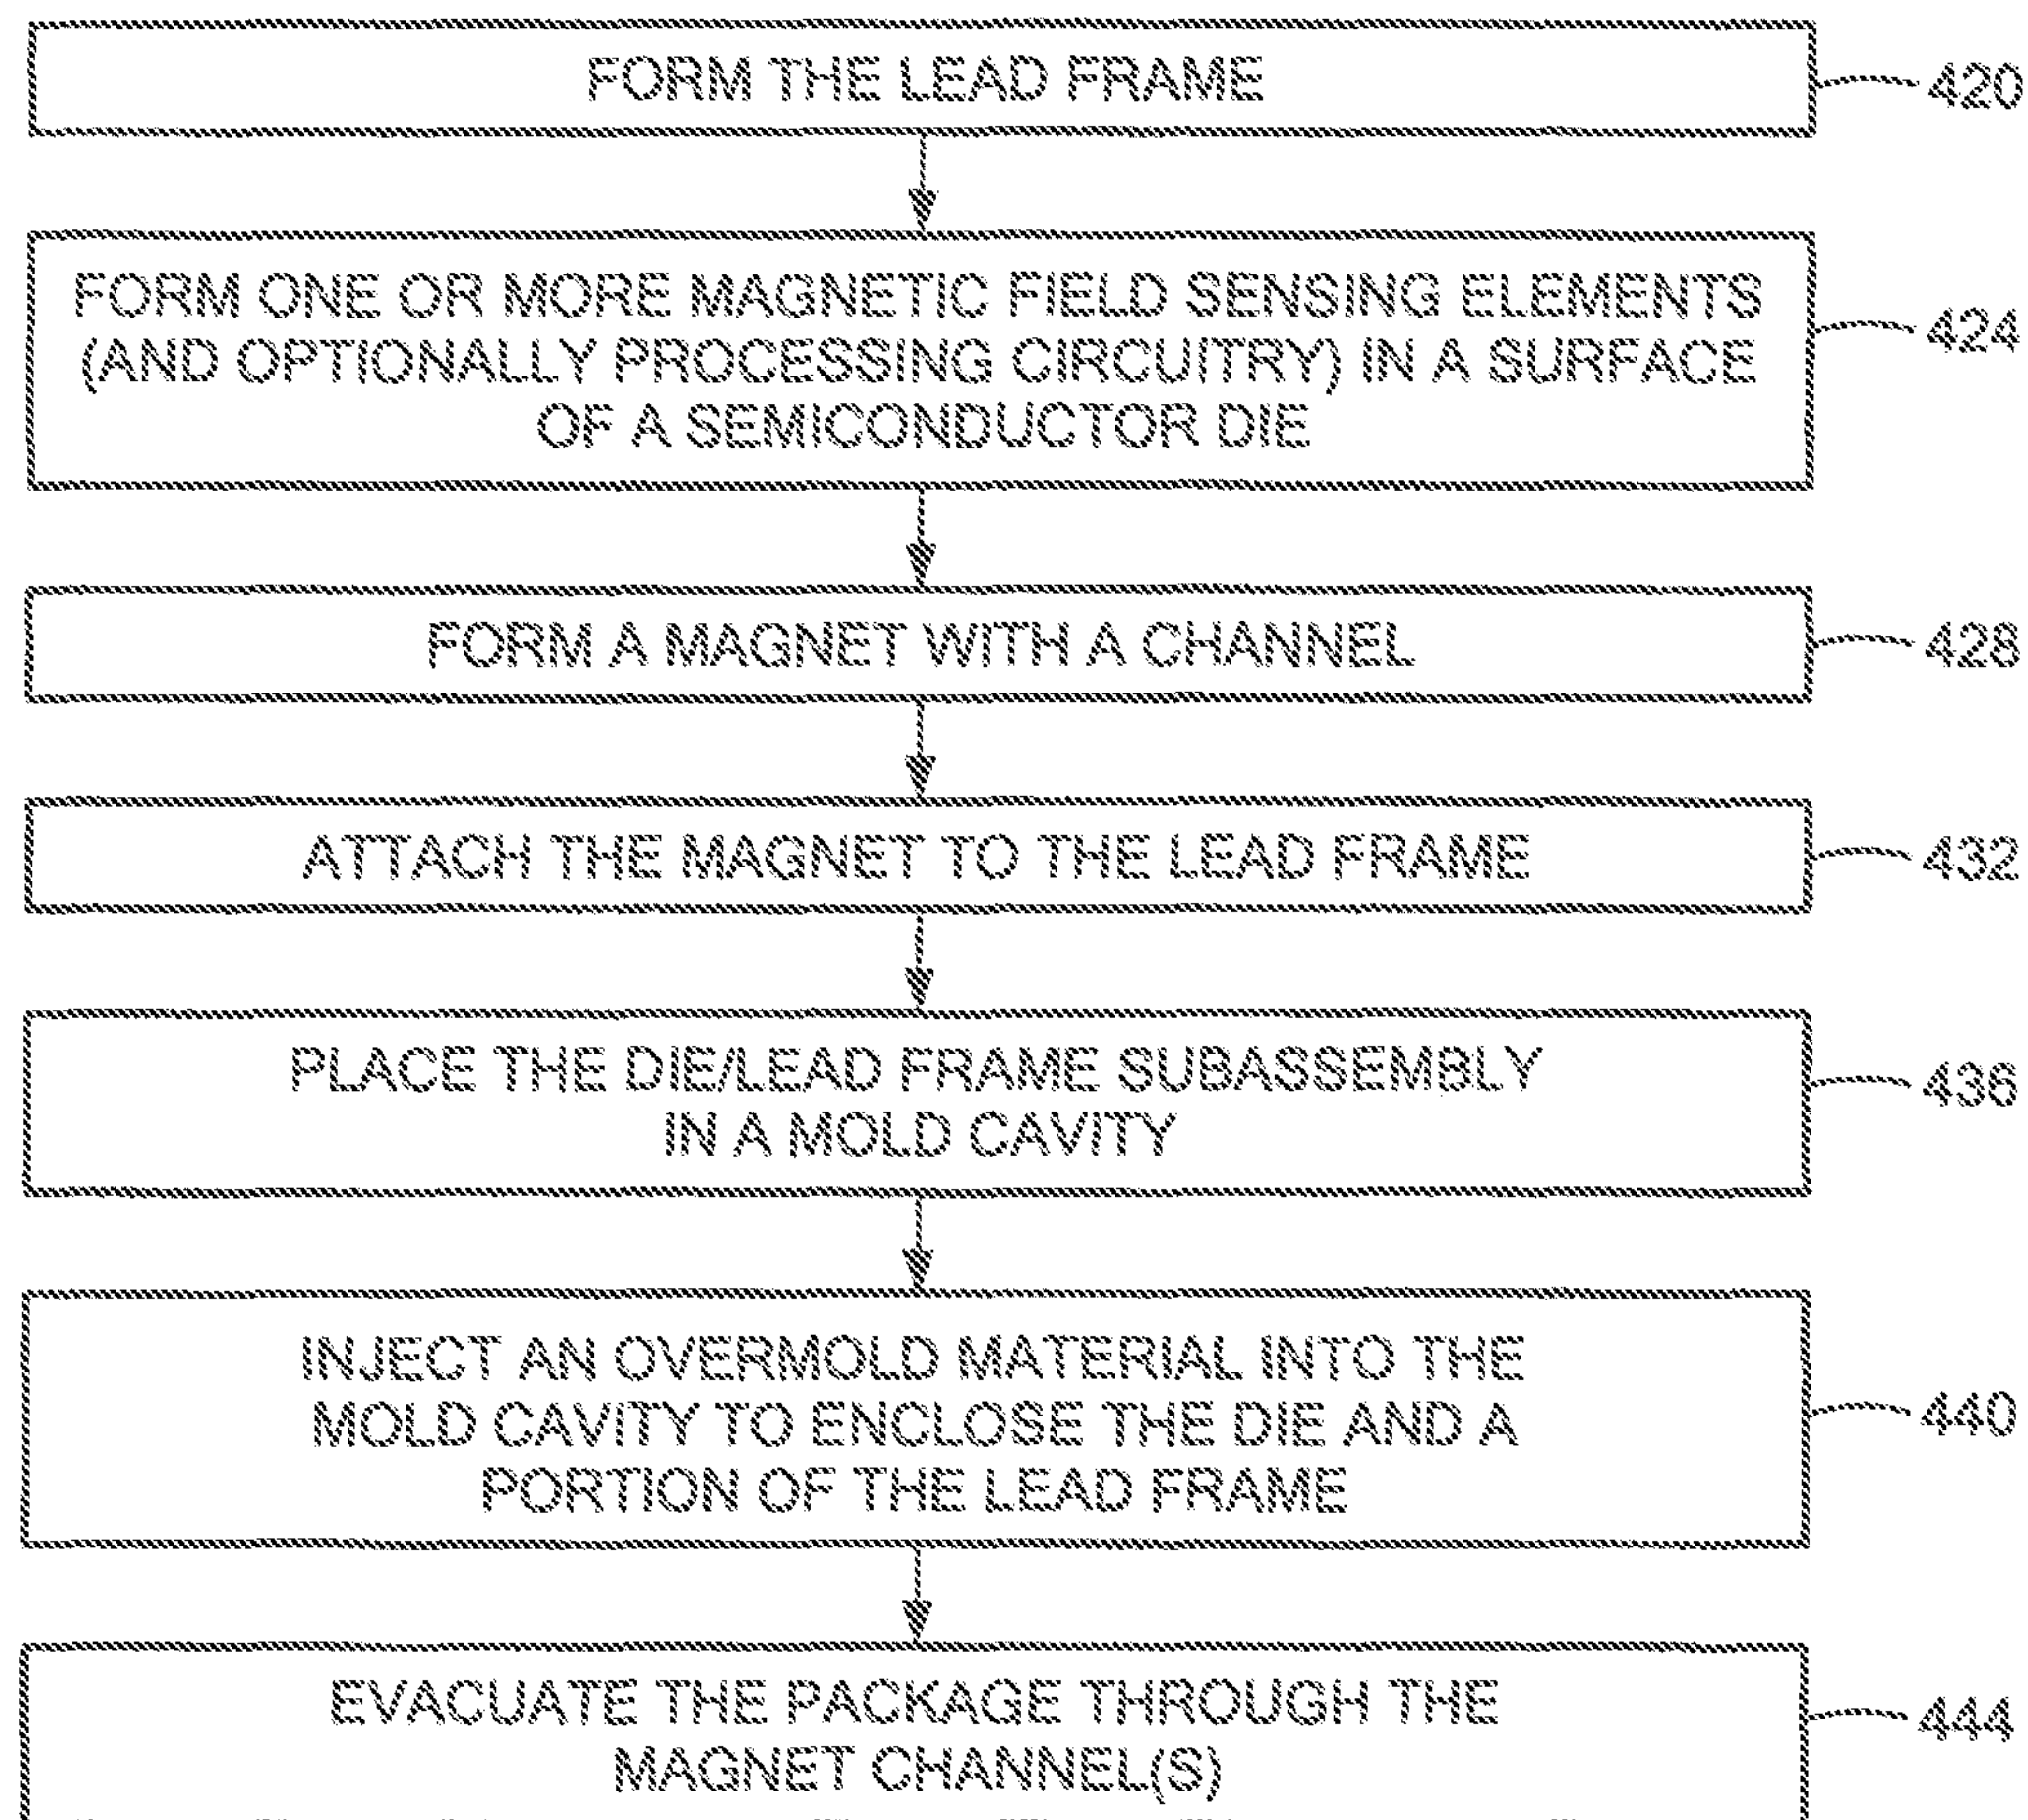 FORM THE LEAD FRAME
420
FORM ONE OR MORE MAGNETIC FIELD SENSING ELEMENTS
(AND OPTIONALLY PROCESSING CIRCUITRY) IN A SURFACE
OF A SEMICONDUCTOR DIE
424
FORM A MAGNET WITH A CHANNEL
428
ATTACH THE MAGNET TO THE LEAD FRAME
432
PLACE THE DIE/LEAD FRAME SUBASSEMBLY
IN A MOLD CAVITY
436
INJECT AN OVERMOLD MATERIAL INTO THE
MOLD CAVITY TO ENCLOSE THE DIE AND A
PORTION OF THE LEAD FRAME
440
EVACUATE THE PACKAGE THROUGH THE
MAGNET CHANNEL(S)
444